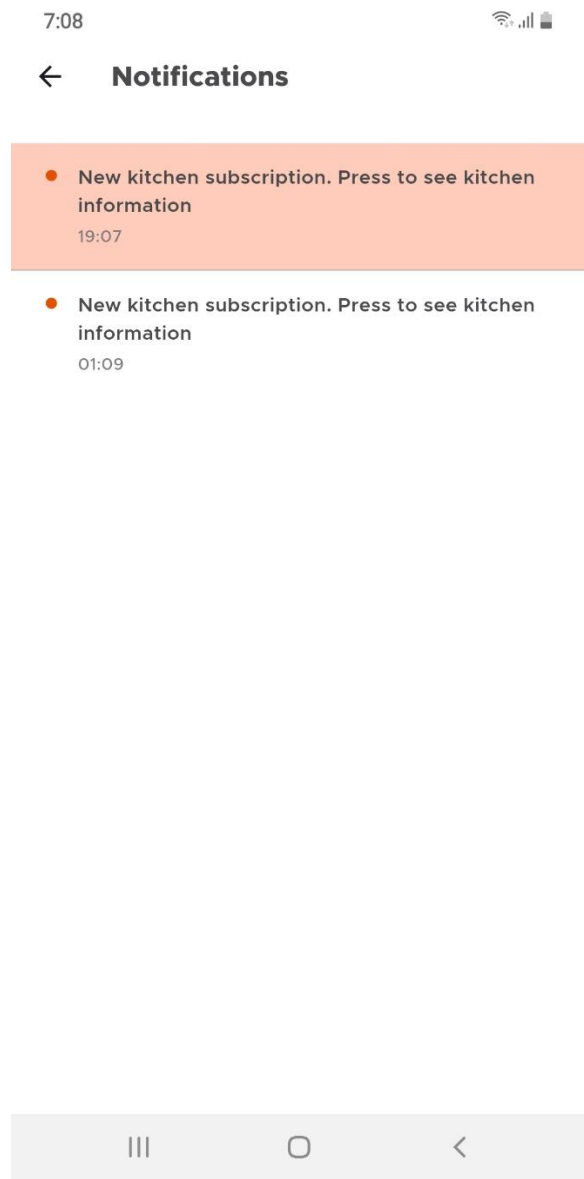 7:08
Notifications
New kitchen subscription. Press to see kitchen
information
19:07
New kitchen subscription. Press to see kitchen
information
01:09